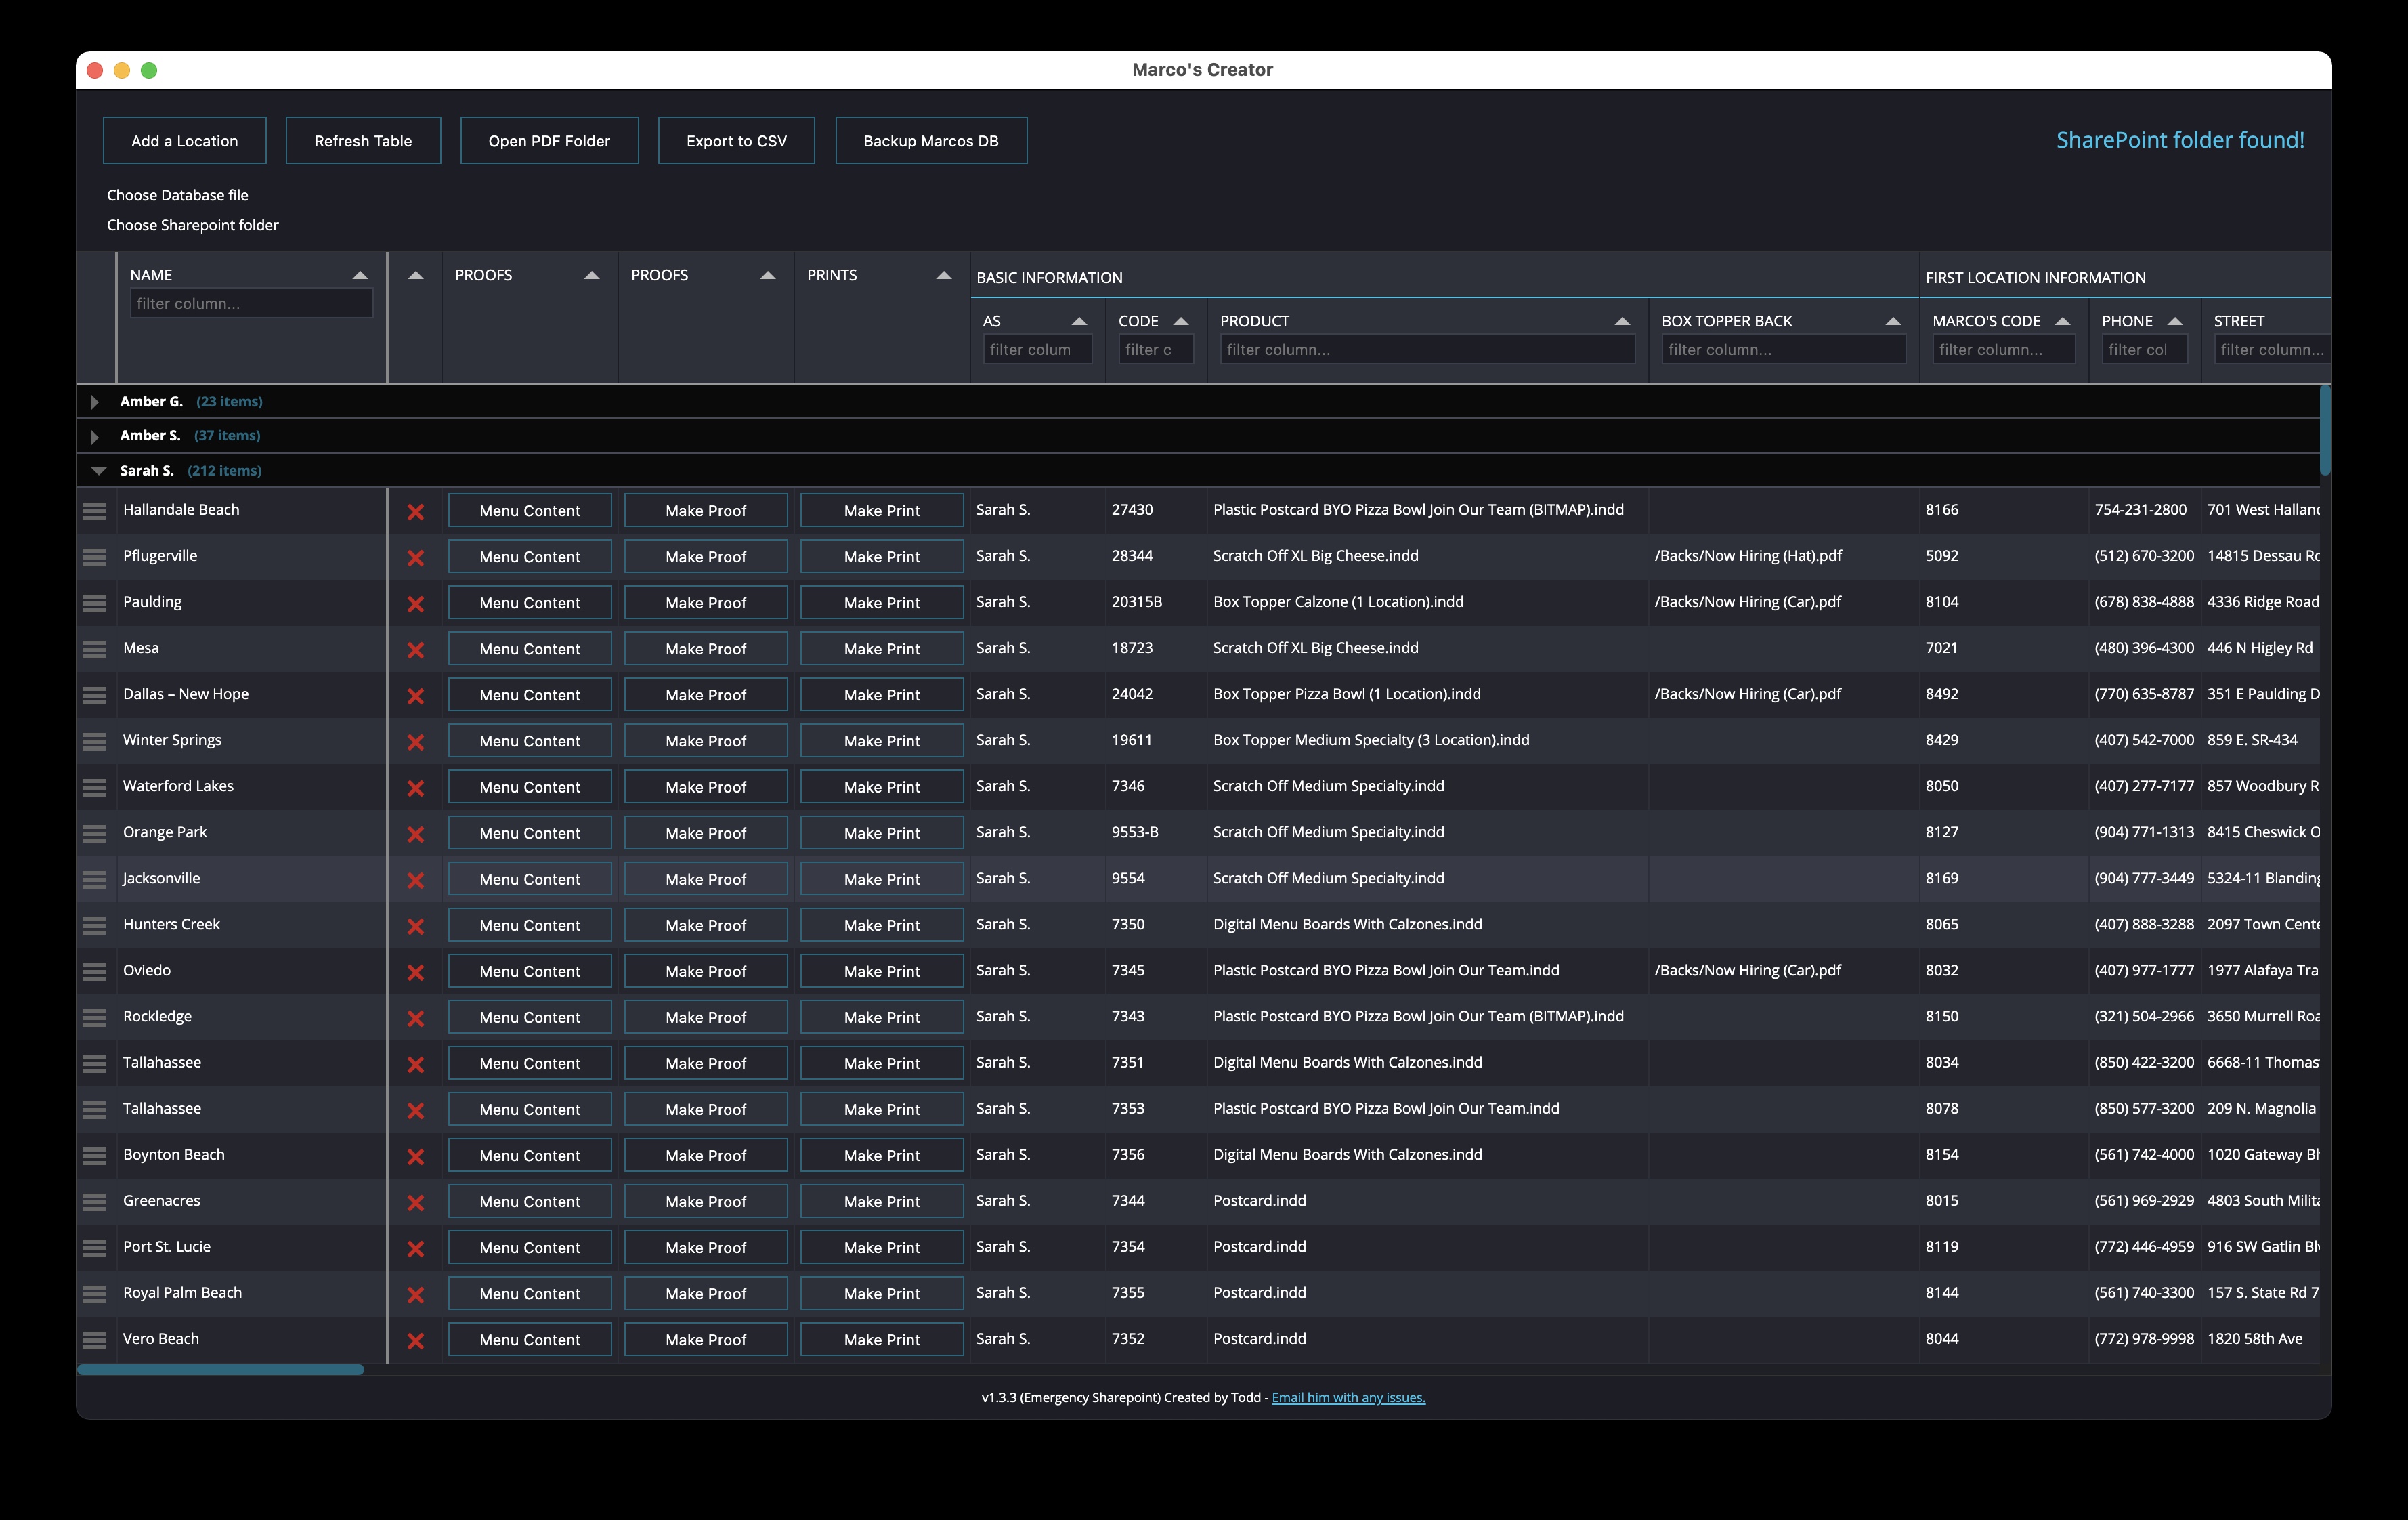 Marco's Creator
Add a Location Refresh Table Open PDF Folder Export to CSV Backup Marcos DB SharePoint folder found!
Choose Database file
Choose Sharepoint folder
NAME PROOFS PROOFS PRINTS BASIC INFORMATION FIRST LOCATION INFORMATION
filter column...
AS CODE PRODUCT BOX TOPPER BACK MARCO'S CODE PHONE STREET
filter colum filter c filter column... filter column... filter column... filter col filter column...
Amber G. (23 items)
Amber S. (37 items)
Sarah S. (212 items)
Hallandale Beach Menu Content Make Proof Make Print Sarah S. 27430 Plastic Postcard BYO Pizza Bowl Join Our Team (BITMAP).indd 8166 754-231-2800 701 West Halland
Pflugerville Menu Content Make Proof Make Print Sarah S. 28344 Scratch Off XL Big Cheese.indd /Backs/Now Hiring (Hat).pdf 5092 (512) 670-3200 14815 Dessau Rd
Paulding Menu Content Make Proof Make Print Sarah S. 20315B Box Topper Calzone (1 Location).indd /Backs/Now Hiring (Car).pdf 8104 (678) 838-4888 4336 Ridge Road
Mesa Menu Content Make Proof Make Print Sarah S. 18723 Scratch Off XL Big Cheese.indd 7021 (480) 396-4300 446 N Higley Rd
Dallas – New Hope Menu Content Make Proof Make Print Sarah S. 24042 Box Topper Pizza Bowl (1 Location).indd /Backs/Now Hiring (Car).pdf 8492 (770) 635-8787 351 E Paulding D
Winter Springs Menu Content Make Proof Make Print Sarah S. 19611 Box Topper Medium Specialty (3 Location).indd 8429 (407) 542-7000 859 E. SR-434
Waterford Lakes Menu Content Make Proof Make Print Sarah S. 7346 Scratch Off Medium Specialty.indd 8050 (407) 277-7177 857 Woodbury R
Orange Park Menu Content Make Proof Make Print Sarah S. 9553-B Scratch Off Medium Specialty.indd 8127 (904) 771-1313 8415 Cheswick O
Jacksonville Menu Content Make Proof Make Print Sarah S. 9554 Scratch Off Medium Specialty.indd 8169 (904) 777-3449 5324-11 Blanding
Hunters Creek Menu Content Make Proof Make Print Sarah S. 7350 Digital Menu Boards With Calzones.indd 8065 (407) 888-3288 2097 Town Cente
Oviedo Menu Content Make Proof Make Print Sarah S. 7345 Plastic Postcard BYO Pizza Bowl Join Our Team.indd /Backs/Now Hiring (Car).pdf 8032 (407) 977-1777 1977 Alafaya Tra
Rockledge Menu Content Make Proof Make Print Sarah S. 7343 Plastic Postcard BYO Pizza Bowl Join Our Team (BITMAP).indd 8150 (321) 504-2966 3650 Murrell Roa
Tallahassee Menu Content Make Proof Make Print Sarah S. 7351 Digital Menu Boards With Calzones.indd 8034 (850) 422-3200 6668-11 Thomas
Tallahassee Menu Content Make Proof Make Print Sarah S. 7353 Plastic Postcard BYO Pizza Bowl Join Our Team.indd 8078 (850) 577-3200 209 N. Magnolia
Boynton Beach Menu Content Make Proof Make Print Sarah S. 7356 Digital Menu Boards With Calzones.indd 8154 (561) 742-4000 1020 Gateway Bl
Greenacres Menu Content Make Proof Make Print Sarah S. 7344 Postcard.indd 8015 (561) 969-2929 4803 South Milita
Port St. Lucie Menu Content Make Proof Make Print Sarah S. 7354 Postcard.indd 8119 (772) 446-4959 916 SW Gatlin Blv
Royal Palm Beach Menu Content Make Proof Make Print Sarah S. 7355 Postcard.indd 8144 (561) 740-3300 157 S. State Rd 7
Vero Beach Menu Content Make Proof Make Print Sarah S. 7352 Postcard.indd 8044 (772) 978-9998 1820 58th Ave
v1.3.3 (Emergency Sharepoint) Created by Todd - Email him with any issues.